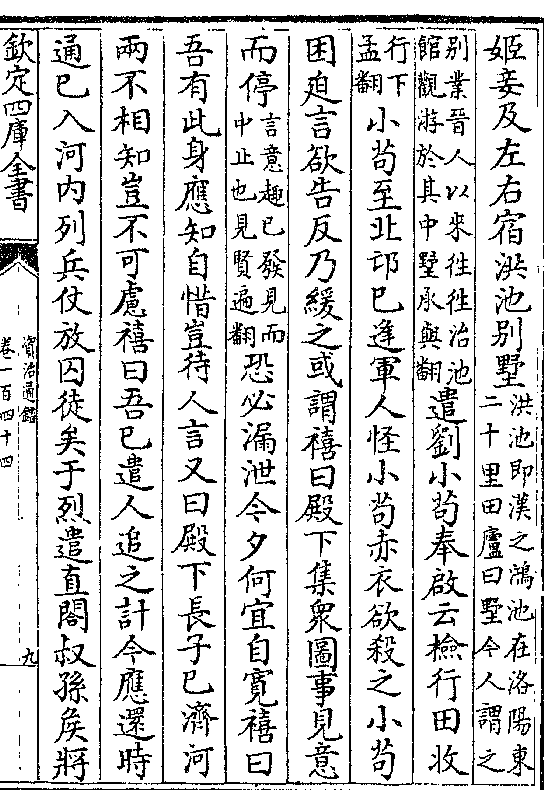 姬妾及左右宿洪池别墅洪池即漢之鴻池在洛陽東二十里田廬曰墅今人謂之
别業晉人以來往往治池館觀游於其中墅承與翻遣劉小苟奉啟云檢行田收
行下孟翻小苟至北邙已逢軍人怪小苟赤衣欲殺之小苟
困迫言欲告反乃緩之或謂禧曰殿下集衆圖事見意
而停言意趣已發見而中止也見賢遍翻恐必漏泄今夕何宜自寛禧曰
吾有此身應知自惜豈待人言又曰殿下長子已濟河
兩不相知豈不可慮禧曰吾已遣人追之計今應還時
通已入河内列兵仗放囚徒矣于烈遣直閤叔孫侯將
欽定四庫全書
資治通鑑
卷一百四十四
九